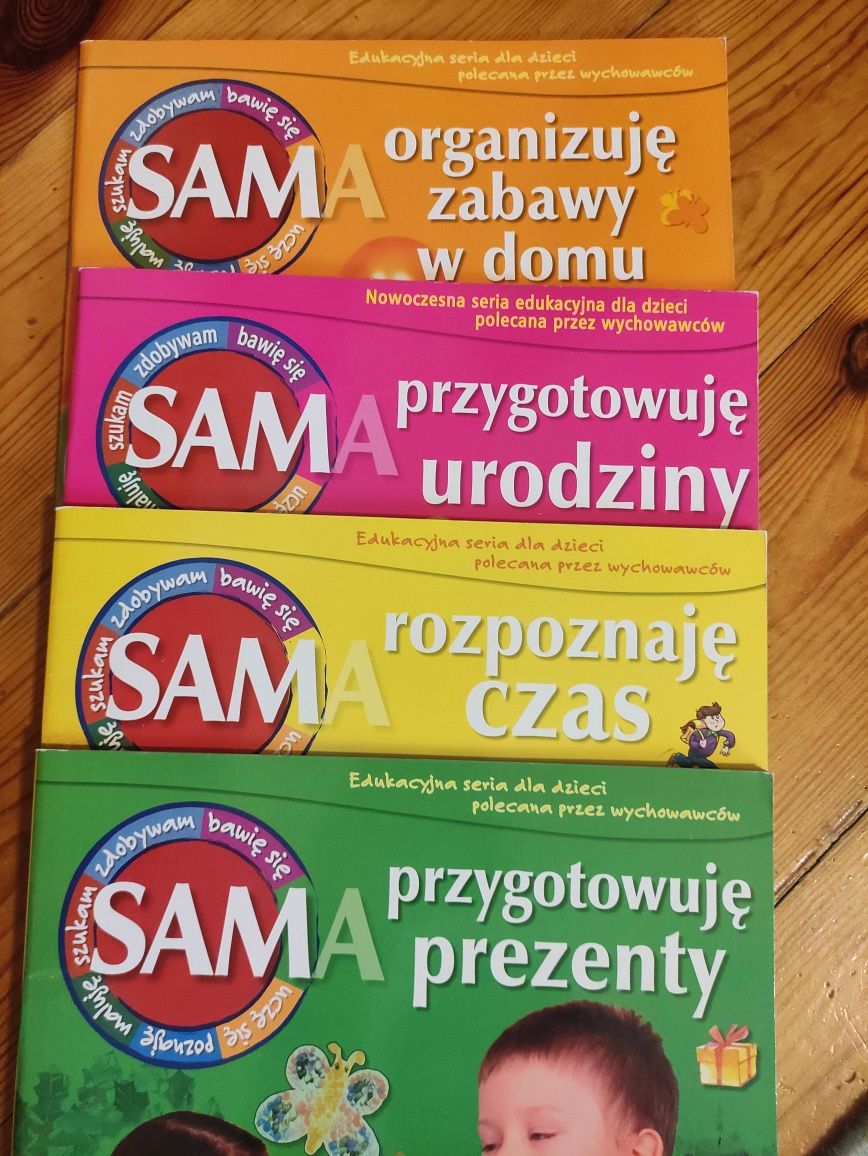 Edukacyjna seria dla dzieci
polecana przez wychowawców
szukam zdobywam bawię się
uczę się
maluję
SAMA
organizuję
zabawy
w domu
Nowoczesna seria edukacyjna dla dzieci
polecana przez wychowawców
szukam zdobywam bawię się
SAMA
przygotowuję
urodziny
Edukacyjna seria dla dzieci
polecana przez wychowawców
szukam zdobywam bawię się
SAMA
rozpoznaję
czas
Edukacyjna seria dla dzieci
polecana przez wychowawców
szukam zdobywam bawię się
uczę się poznaję maluję
SAMA
przygotowuję
prezenty